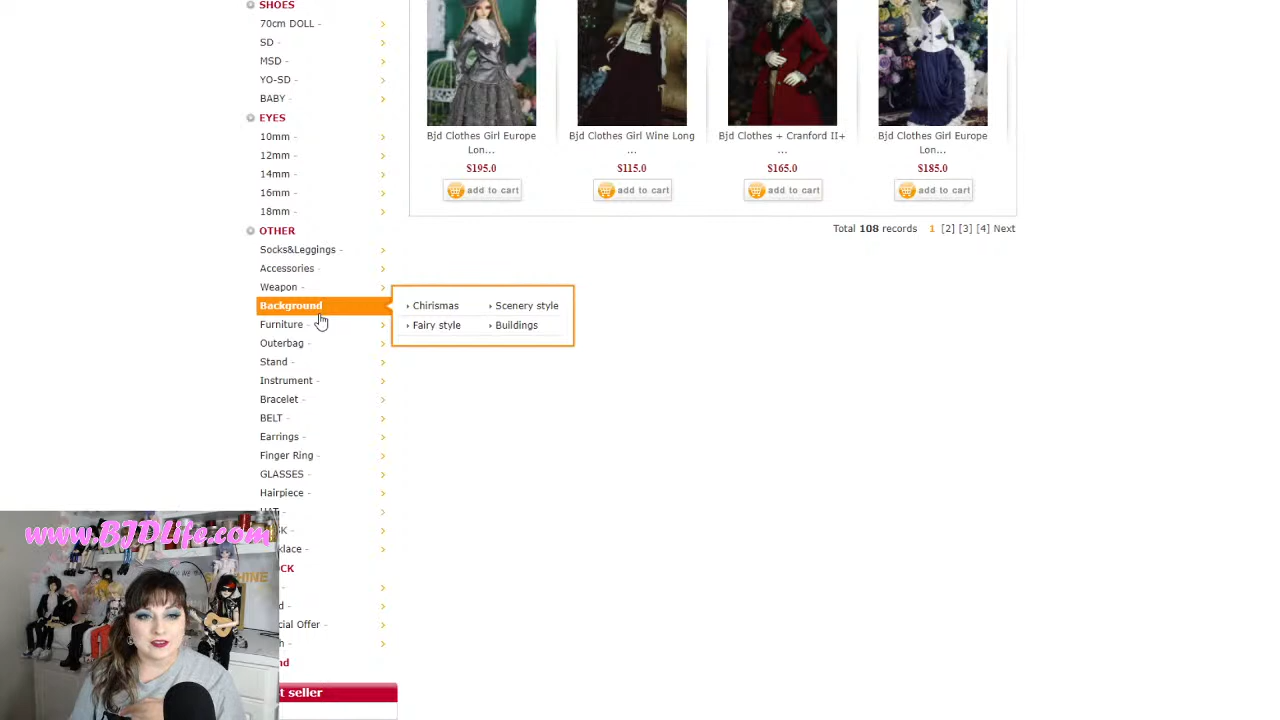 SHOES
70cm DOLL -
SD -
MSD -
YO-SD -
BABY -
EYES
10mm -
12mm -
14mm -
16mm -
18mm -
OTHER
Socks&Leggings -
Accessories -
Weapon -
Background
Furniture -
Outerbag -
Stand -
Instrument -
Bracelet -
BELT -
Earrings -
Finger Ring -
GLASSES -
Hairpiece -
Bjd Clothes Girl Europe Lon...
$195.0
add to cart
Bjd Clothes Girl Wine Long ...
$115.0
add to cart
Bjd Clothes + Cranford II+ ...
$165.0
add to cart
Bjd Clothes Girl Europe Lon...
$185.0
add to cart
Total 108 records 1 [2] [3] [4] Next
Chirismas
Scenery style
Fairy style
Buildings
www.BJDLife.com
clace -
OCK
cial Offer -
t seller